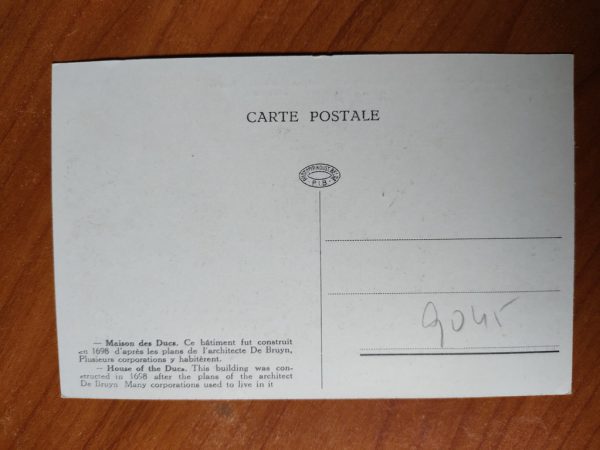 CARTE POSTALE
P.I.B
9045
— Maison des Ducs. Ce bâtiment fut construit
en 1698 d'après les plans de l'architecte De Bruyn,
Plusieurs corporations y habitèrent.
— House of the Ducs. This building was con-
structed in 1698 after the plans of the architect
De Bruyn Many corporations used to live in it